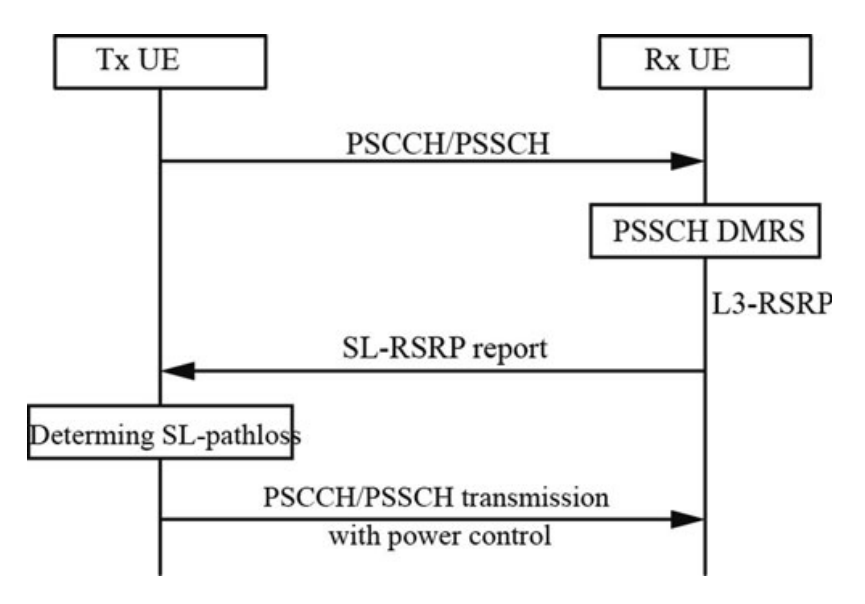 Tx UE
Rx UE
PSCCH/PSSCH
PSSCH DMRS
L3-RSRP
SL-RSRP report
Determing SL-pathloss
PSCCH/PSSCH transmission
with power control